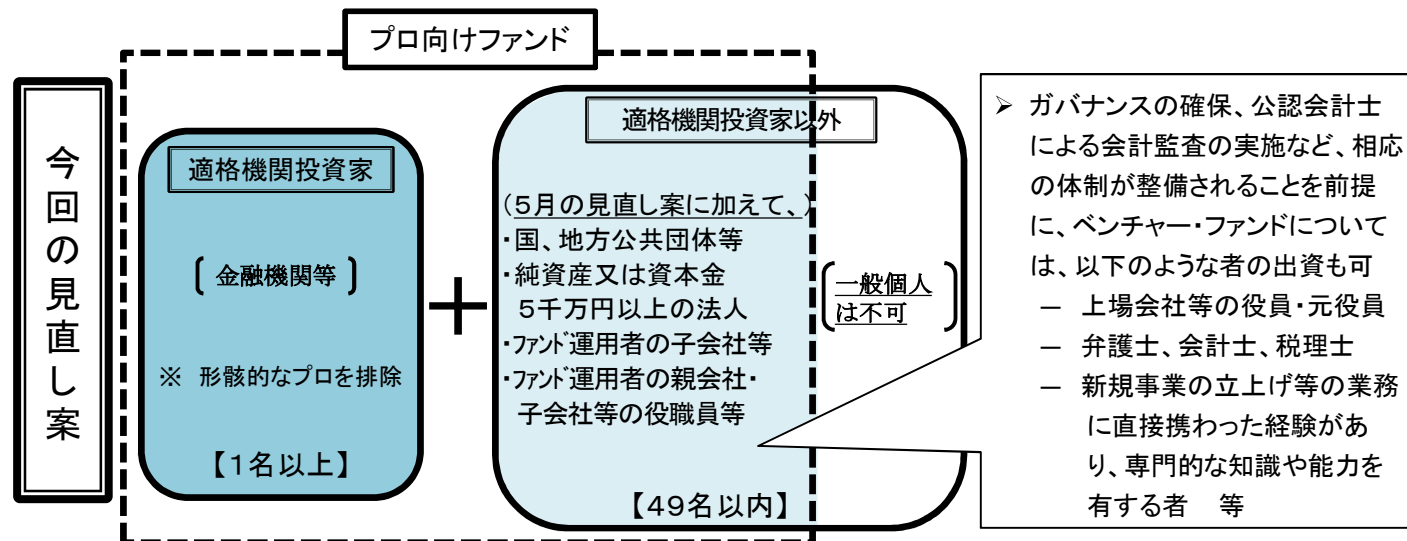 プロ向けファンド
今回の見直し案
適格機関投資家
金融機関等
※ 形骸的なプロを排除
【1名以上】
＋
適格機関投資家以外
(５月の見直し案に加えて、)
・国、地方公共団体等
・純資産又は資本金
５千万円以上の法人
・ファンド運用者の子会社等
・ファンド運用者の親会社・
子会社等の役職員等
【49名以内】
一般個人
は不可
➢ ガバナンスの確保、公認会計士
による会計監査の実施など、相応
の体制が整備されることを前提
に、ベンチャー・ファンドについて
は、以下のような者の出資も可
― 上場会社等の役員・元役員
― 弁護士、会計士、税理士
― 新規事業の立上げ等の業務
に直接携わった経験があ
り、専門的な知識や能力を
有する者 等